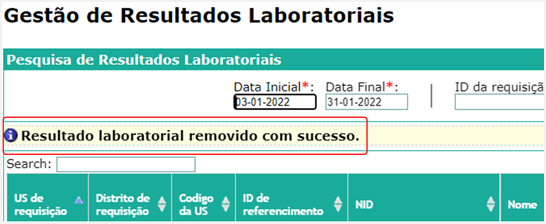 Gestão de Resultados Laboratoriais
Pesquisa de Resultados Laboratoriais
Data Inicial*: Data Final*: ID da requisiçã
03-01-2022 31-01-2022
Resultado laboratorial removido com sucesso.
Search:
US de requisição Distrito de requisição Codigo da US ID de referencimento NID Nome